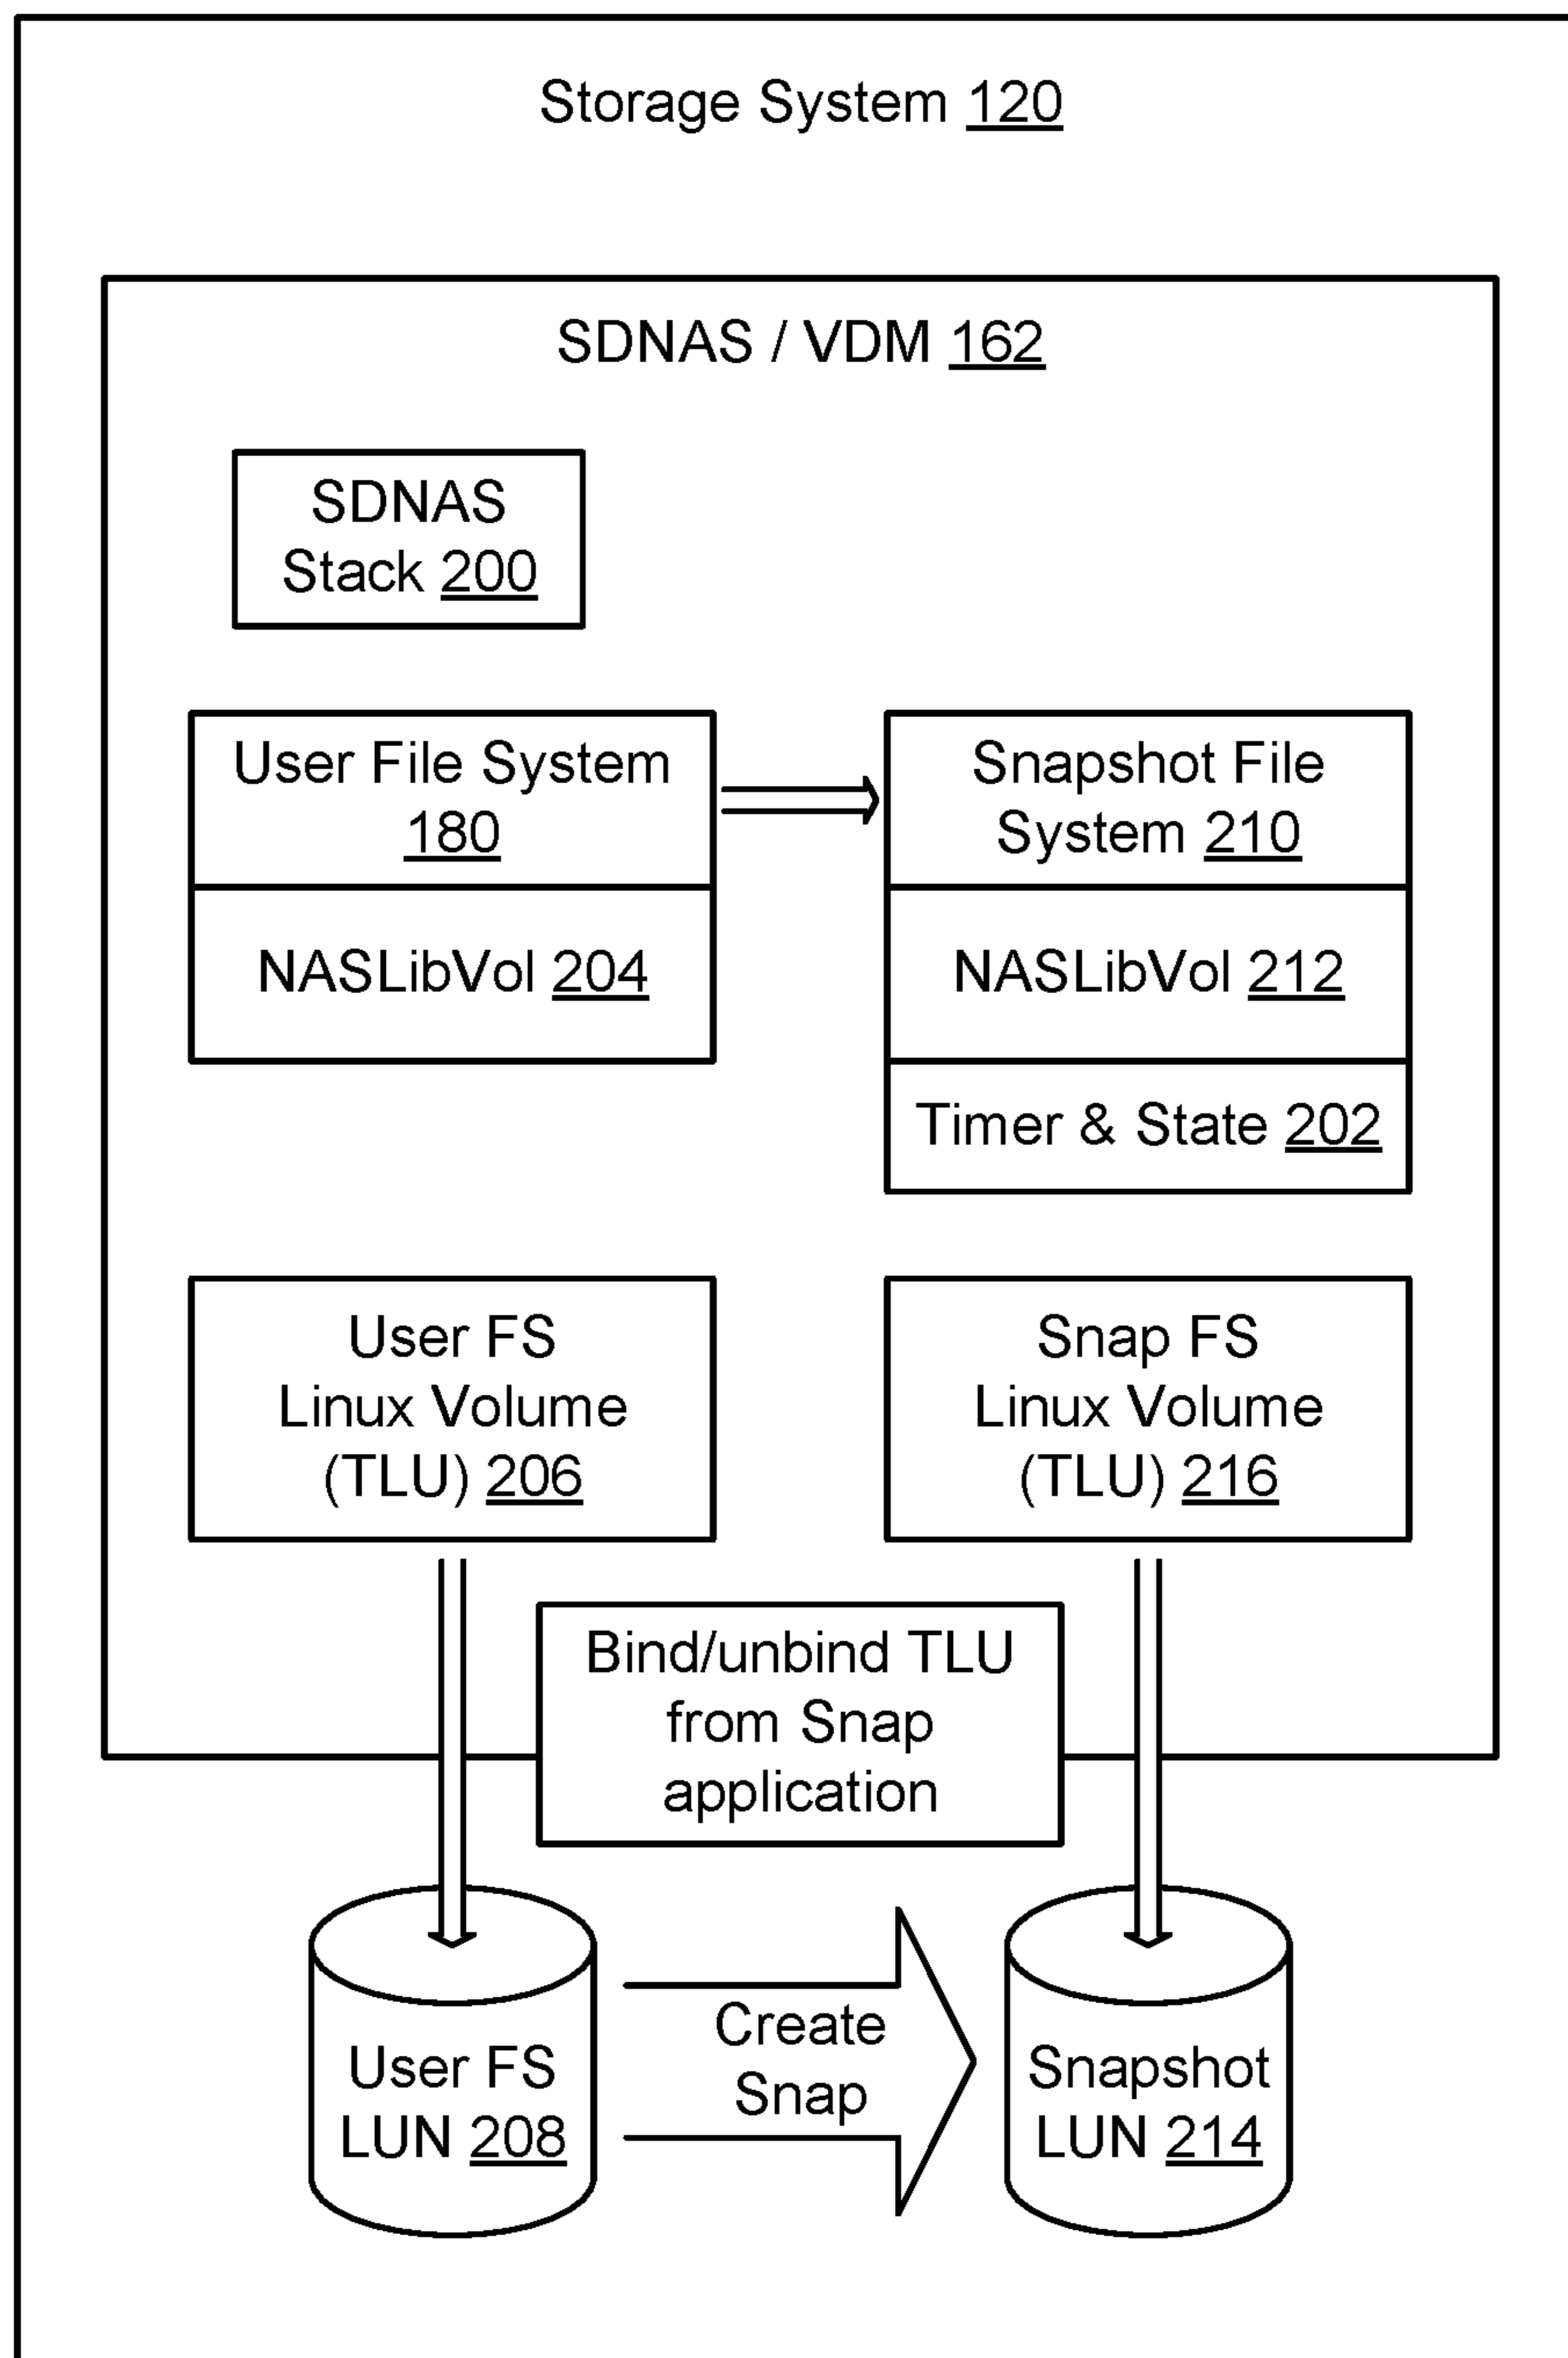 Storage System 120
SDNAS / VDM 162
SDNAS
Stack 200
User File System
180
NASLibVol 204
Snapshot File
System 210
NASLibVol 212
Timer & State 202
User FS
Linux Volume
(TLU) 206
Snap FS
Linux Volume
(TLU) 216
Bind/unbind TLU
from Snap
application
User FS
LUN 208
Create
Snap
Snapshot
LUN 214